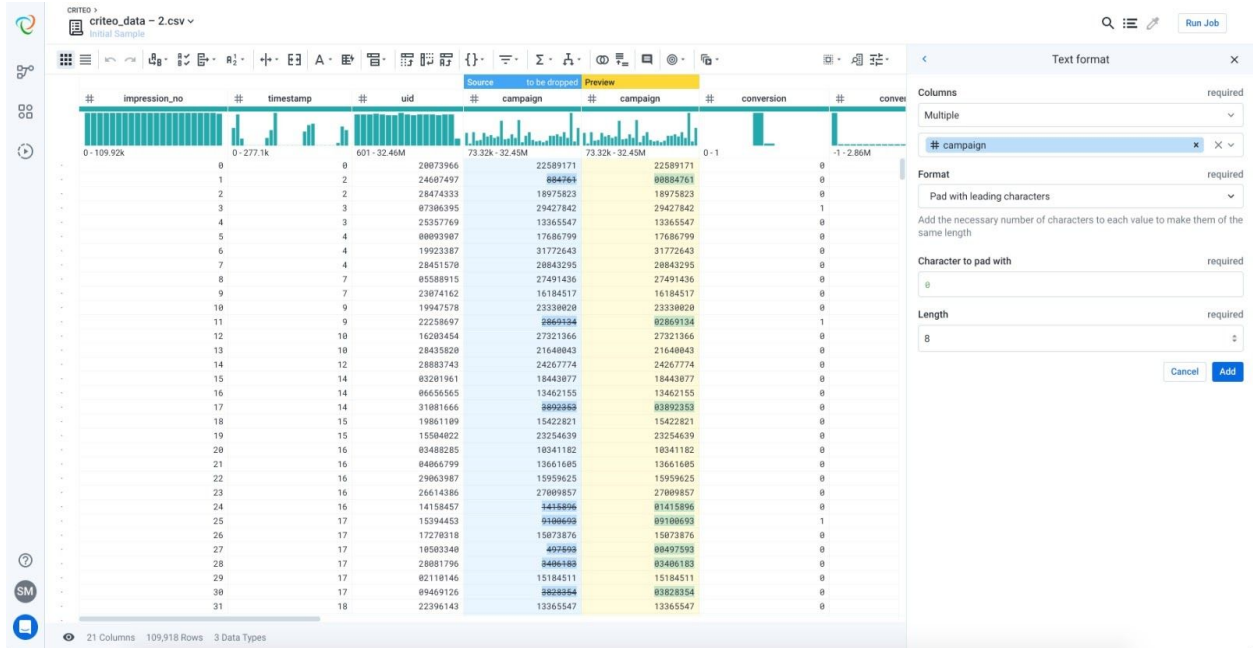 CRITEO >
criteo_data – 2.csv
Initial Sample
Run Job
Source to be dropped Preview
# impression_no # timestamp # uid # campaign # campaign # conversion # conver
0 - 109.92k 0 - 277.1k 601 - 32.46M 73.32k - 32.45M 73.32k - 32.45M 0 - 1 -1 - 2.86M
0 0 20073966 22589171 22589171 0
1 2 24607497 884761 00884761 0
2 2 28474333 18975823 18975823 0
3 3 07306395 29427842 29427842 1
4 3 25357769 13365547 13365547 0
5 4 00093907 17686799 17686799 0
6 4 19923387 31772643 31772643 0
7 4 28451570 20843295 20843295 0
8 7 05588915 27491436 27491436 0
9 7 23074162 16184517 16184517 0
10 9 19947578 23330020 23330020 0
11 9 22258697 2869134 02869134 1
12 10 16203454 27321366 27321366 0
13 10 28435820 21640043 21640043 0
14 12 28883743 24267774 24267774 0
15 14 03201961 18443077 18443077 0
16 14 06656565 13462155 13462155 0
17 14 31081666 3892353 03892353 0
18 15 19861109 15422821 15422821 0
19 15 15504022 23254639 23254639 0
20 16 03488285 10341182 10341182 0
21 16 04066799 13661605 13661605 0
22 16 29063987 15959625 15959625 0
23 16 26614386 27009857 27009857 0
24 16 14158457 1415896 01415896 0
25 17 15394453 9100693 09100693 1
26 17 17270318 15073876 15073876 0
27 17 10503340 497593 00497593 0
28 17 28081796 3406183 03406183 0
29 17 02110146 15184511 15184511 0
30 17 09469126 3828354 03828354 0
31 18 22396143 13365547 13365547 0
21 Columns 109,918 Rows 3 Data Types
SM
Text format
Columns required
Multiple
# campaign
Format required
Pad with leading characters
Add the necessary number of characters to each value to make them of the
same length
Character to pad with required
0
Length required
8
Cancel Add